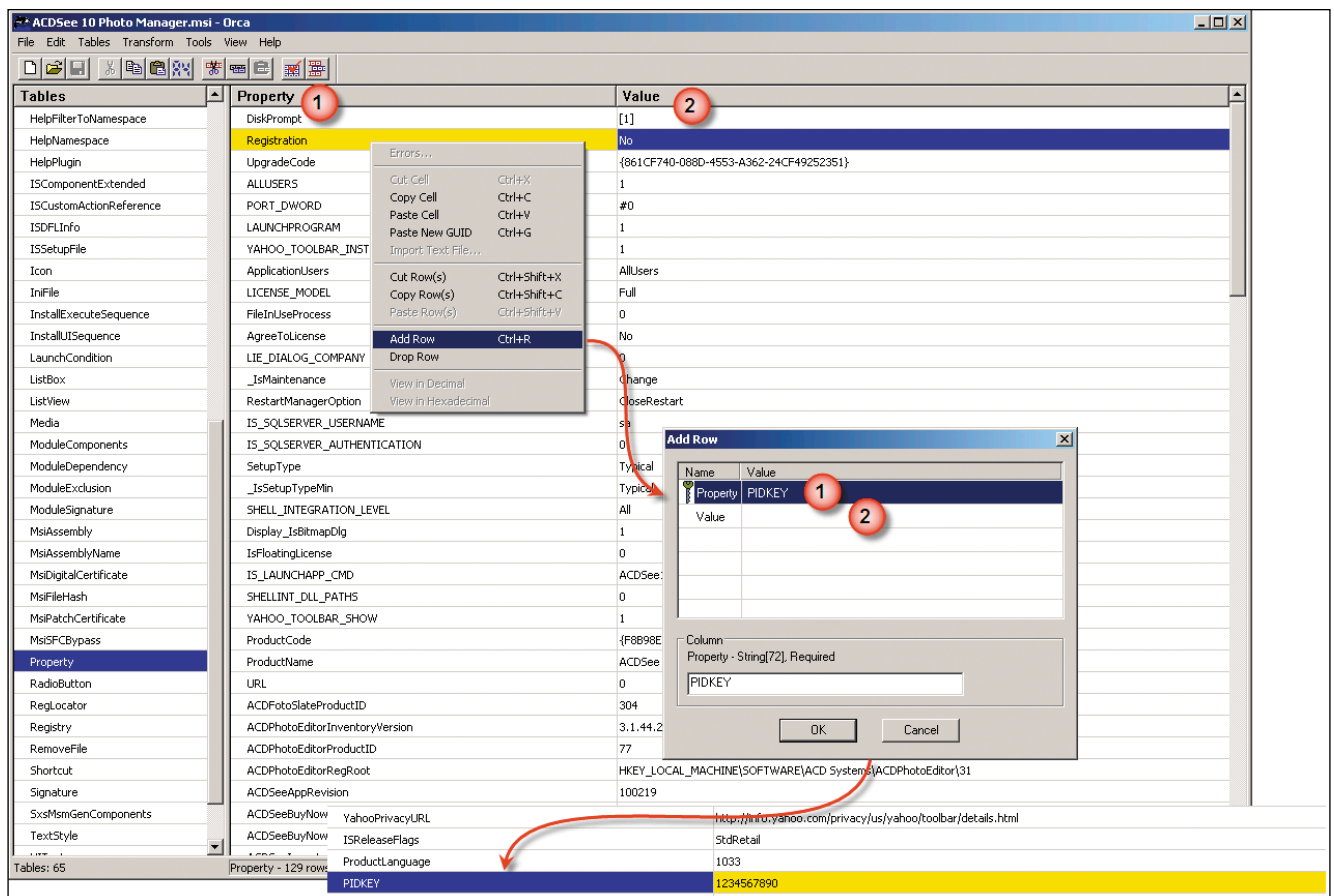 ACDSee 10 Photo Manager.msi - Orca
File Edit Tables Transform Tools View Help
Tables
HelpFilterToNamespace
HelpNamespace
HelpPlugin
ISComponentExtended
ISCustomActionReference
ISDFLInfo
ISSetupFile
Icon
IniFile
InstallExecuteSequence
InstallUISequence
LaunchCondition
ListBox
ListView
Media
ModuleComponents
ModuleDependency
ModuleExclusion
ModuleSignature
MsiAssembly
MsiAssemblyName
MsiDigitalCertificate
MsiFileHash
MsiPatchCertificate
MsiSFCBypass
Property
RadioButton
RegLocator
Registry
RemoveFile
Shortcut
Signature
SxsMsmGenComponents
TextStyle
Tables: 65
Property 1 Value 2
DiskPrompt [1]
Registration No
UpgradeCode {861CF740-088D-4553-A362-24CF49252351}
ALLUSERS 1
PORT_DWORD #0
LAUNCHPROGRAM 1
YAHOO_TOOLBAR_INST 1
ApplicationUsers AllUsers
LICENSE_MODEL Full
FileInUseProcess 0
AgreeToLicense No
LIE_DIALOG_COMPANY 0
_IsMaintenance Change
RestartManagerOption CloseRestart
IS_SQLSERVER_USERNAME sa
IS_SQLSERVER_AUTHENTICATION 0
SetupType Typical
_IsSetupTypeMin Typical
SHELL_INTEGRATION_LEVEL All
Display_IsBitmapDlg 1
IsFloatingLicense 0
IS_LAUNCHAPP_CMD ACDSee
SHELLINT_DLL_PATHS 0
YAHOO_TOOLBAR_SHOW 1
ProductCode {F8B98E
ProductName ACDSee
URL 0
ACDFotoSlateProductID 304
ACDPhotoEditorInventoryVersion 3.1.44.2
ACDPhotoEditorProductID 77
ACDPhotoEditorRegRoot HKEY_LOCAL_MACHINE\SOFTWARE\ACD Systems\ACDPhotoEditor\31
ACDSeeAppRevision 100219
ACDSeeBuyNow
ACDSeeBuyNow
Property - 129 rows
Errors...
Cut Cell Ctrl+X
Copy Cell Ctrl+C
Paste Cell Ctrl+V
Paste New GUID Ctrl+G
Import Text File...
Cut Row(s) Ctrl+Shift+X
Copy Row(s) Ctrl+Shift+C
Paste Row(s) Ctrl+Shift+V
Add Row Ctrl+R
Drop Row
View in Decimal
View in Hexadecimal
Add Row
Name Value
Property PIDKEY 1
Value 2
Column
Property - String[72], Required
PIDKEY
OK Cancel
YahooPrivacyURL http://info.yahoo.com/privacy/us/yahoo/toolbar/details.html
ISReleaseFlags StdRetail
ProductLanguage 1033
PIDKEY 1234567890